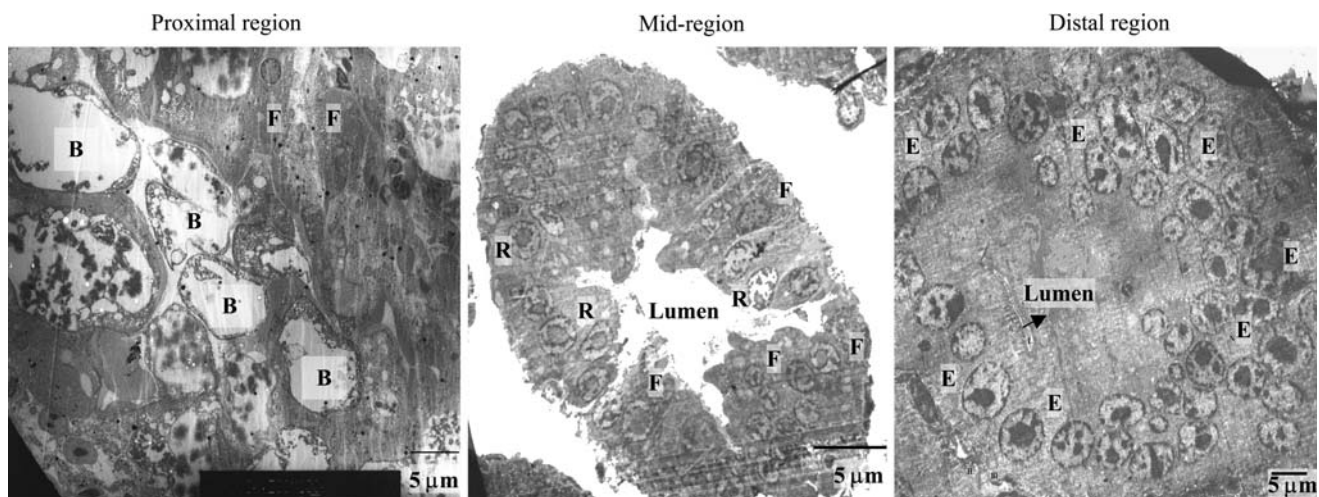 Proximal region
Mid-region
Distal region
F F
B
B
B
B
5 μm
F
R
R
R
Lumen
F
F
F
5 μm
E
E
E
E
Lumen
E
E
E
5 μm